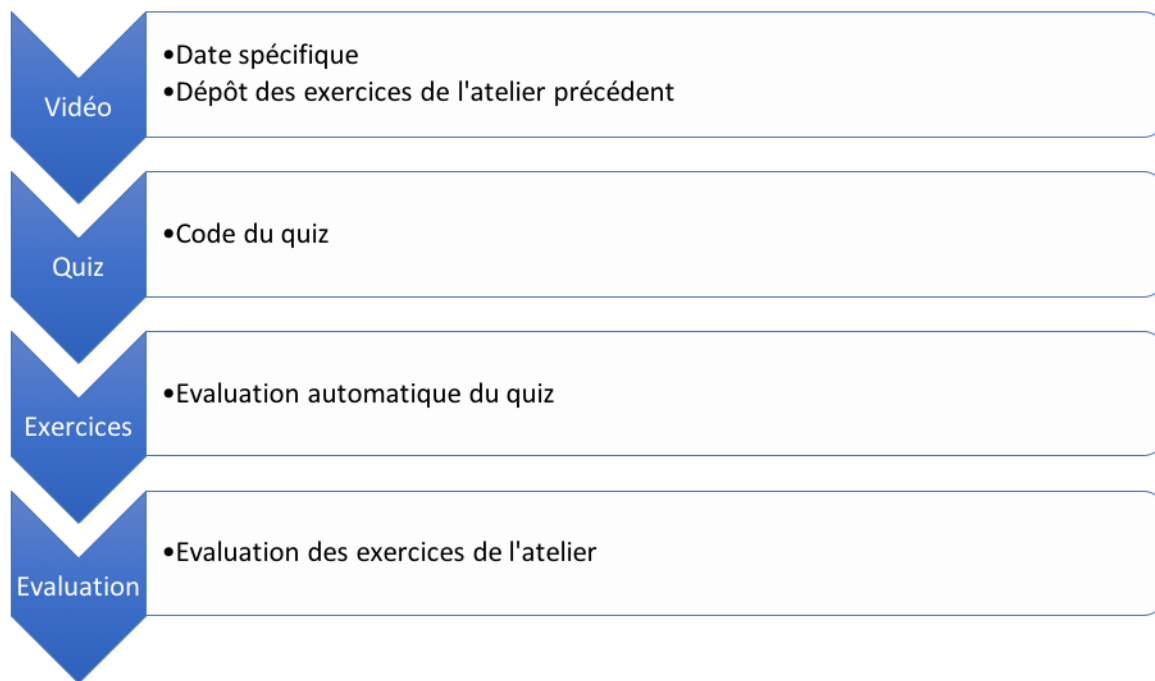 Vidéo
•Date spécifique
•Dépôt des exercices de l'atelier précédent
Quiz
•Code du quiz
Exercices
•Evaluation automatique du quiz
Evaluation
•Evaluation des exercices de l'atelier